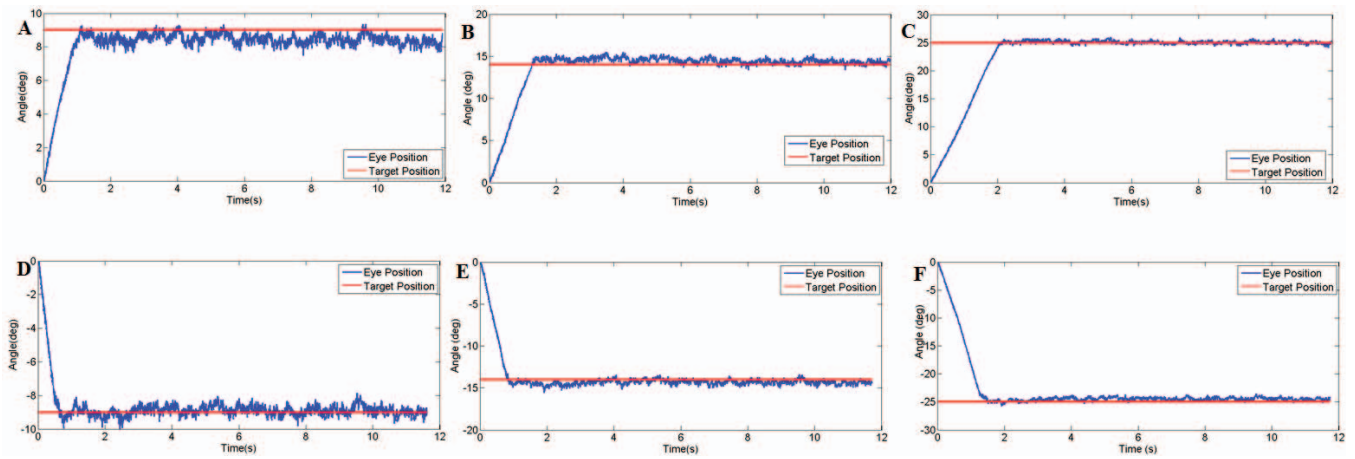 A
10
8
6
4
2
0
Angle(deg)
Eye Position
Target Position
0 2 4 6 8 10 12
Time(s)
B
20
15
10
5
0
Angle (deg)
Eye Position
Target Position
0 2 4 6 8 10 12
Time(s)
C
30
25
20
15
10
5
0
Angle(deg)
Eye Position
Target Position
0 2 4 6 8 10 12
Time(s)
D
0
-2
-4
-6
-8
-10
Angle(deg)
Eye Position
Target Position
0 2 4 6 8 10 12
Time(s)
E
0
-5
-10
-15
-20
Angle (deg)
Eye Position
Target Position
0 2 4 6 8 10 12
Time(s)
F
0
-5
-10
-15
-20
-25
-30
Angle (deg)
Eye Position
Target Position
0 2 4 6 8 10 12
Time (s)